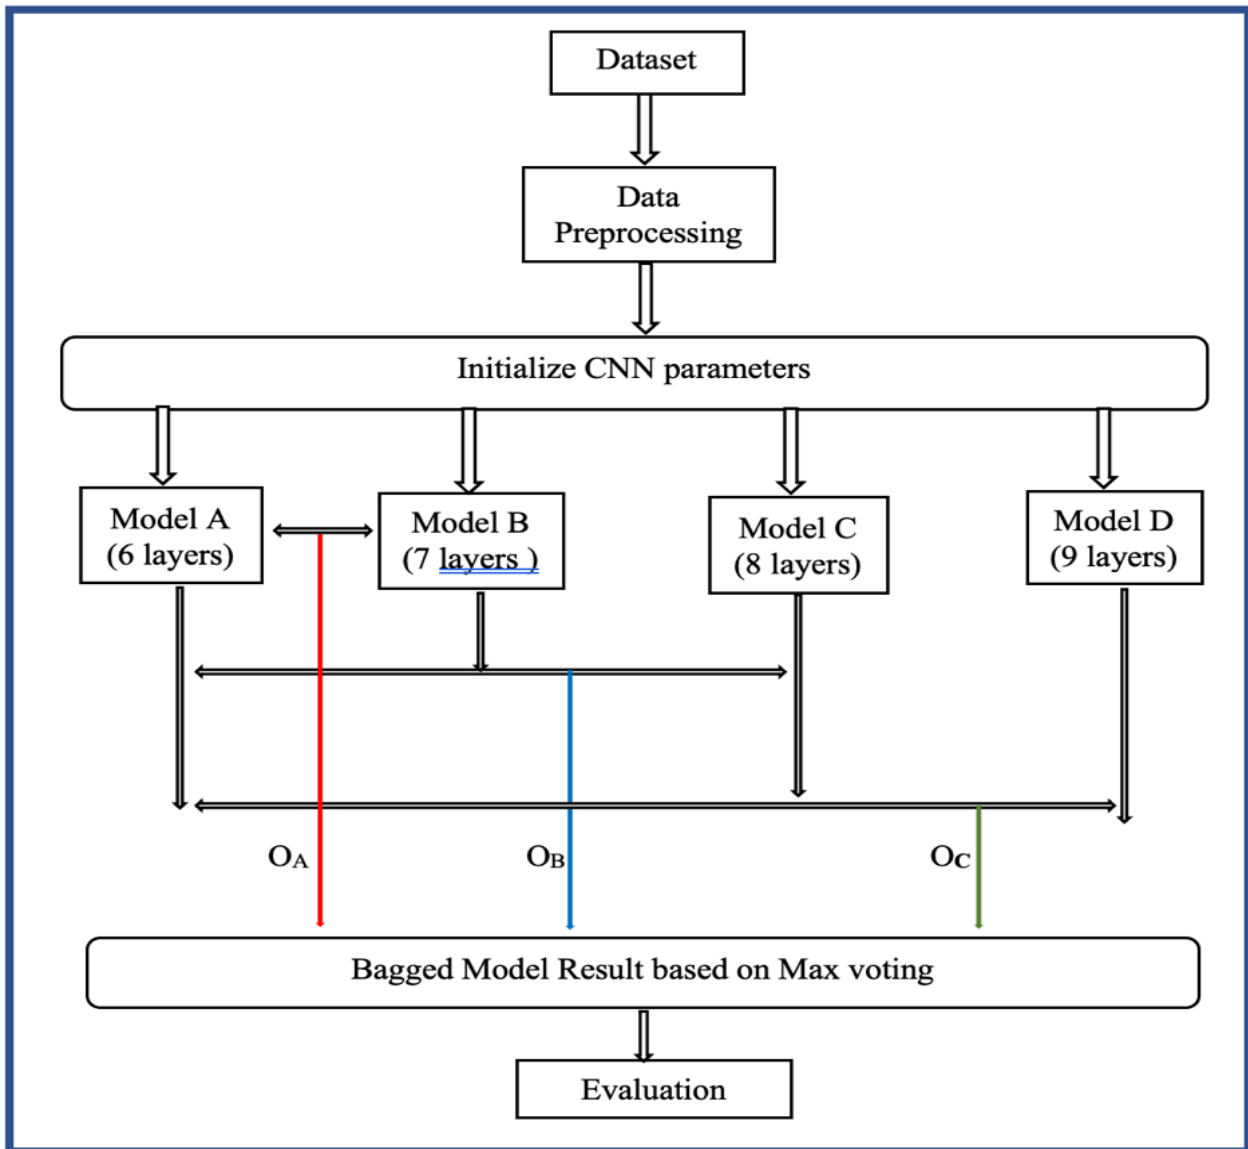 Dataset
Data
Preprocessing
Initialize CNN parameters
Model A
(6 layers)
Model B
(7 layers )
Model C
(8 layers)
Model D
(9 layers)
OA
OB
OC
Bagged Model Result based on Max voting
Evaluation